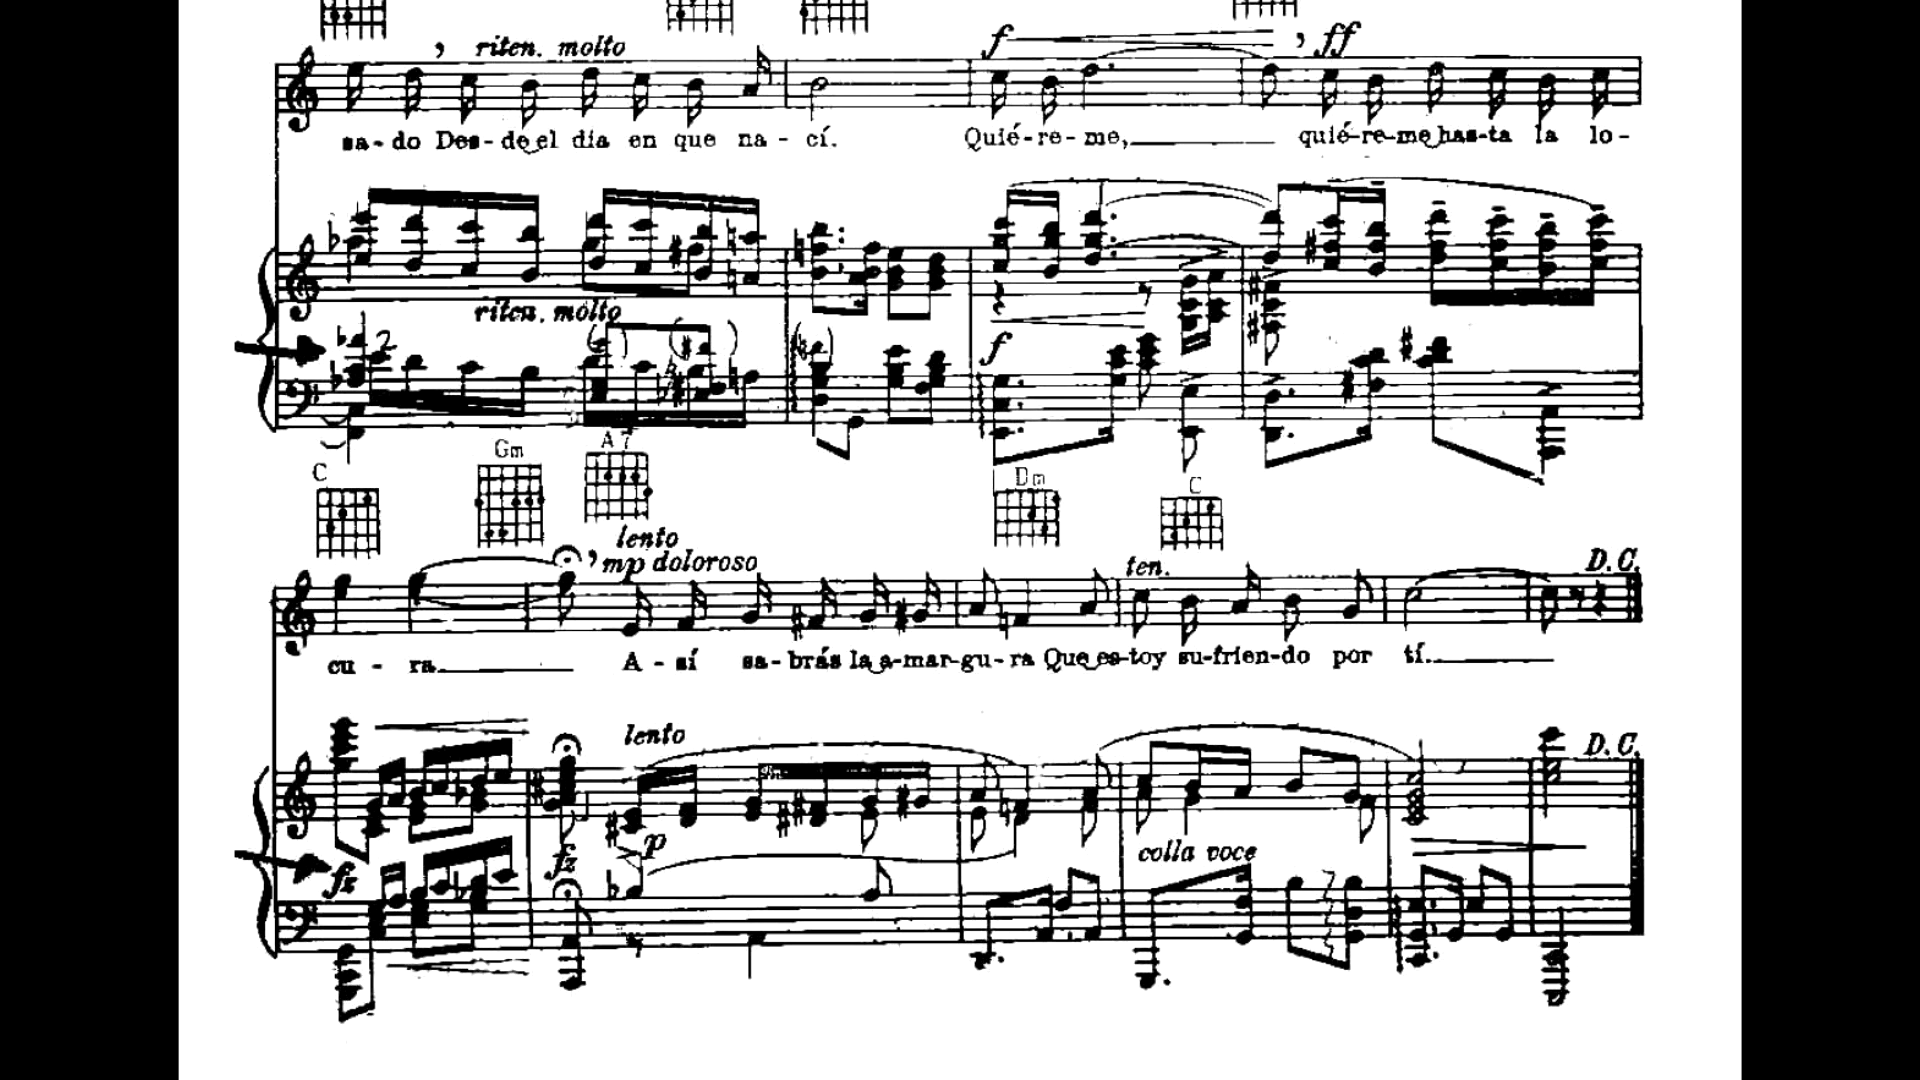 riten. molto
f ff
sa - do Des - de el día en que na - cí. Quié - re - me, quié - re - me has - ta la lo -
riten. molto
2
f
C Gm A7 Dm C
lento
mp doloroso ten. D.C.
cu - ra. A - sí sa - brás la a - mar - gu - ra Que es - toy su - frien - do por tí.
lento D.C.
p
colla voce
fz fz